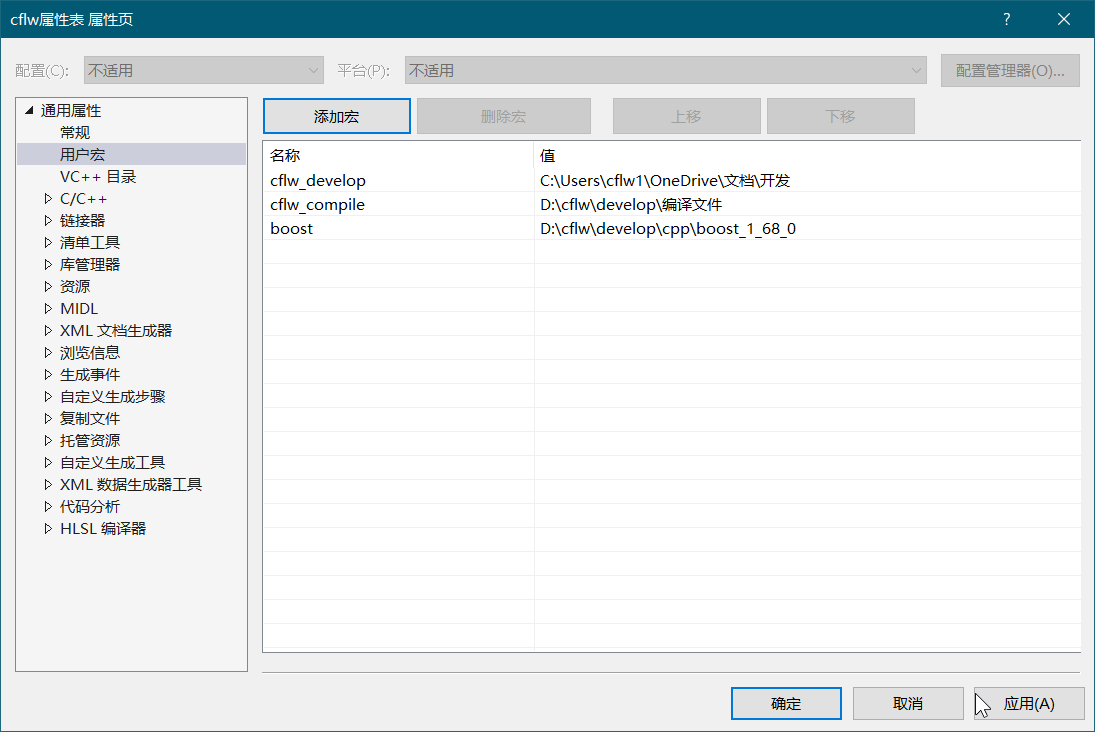 cflw属性表 属性页
?
配置(C): 不适用 平台(P): 不适用 配置管理器(O)...
通用属性
常规
用户宏
VC++ 目录
C/C++
链接器
清单工具
库管理器
资源
MIDL
XML 文档生成器
浏览信息
生成事件
自定义生成步骤
复制文件
托管资源
自定义生成工具
XML 数据生成器工具
代码分析
HLSL 编译器
添加宏 删除宏 上移 下移
名称 值
cflw_develop C:\Users\cflw1\OneDrive\文档\开发
cflw_compile D:\cflw\develop\编译文件
boost D:\cflw\develop\cpp\boost_1_68_0
确定 取消 应用(A)